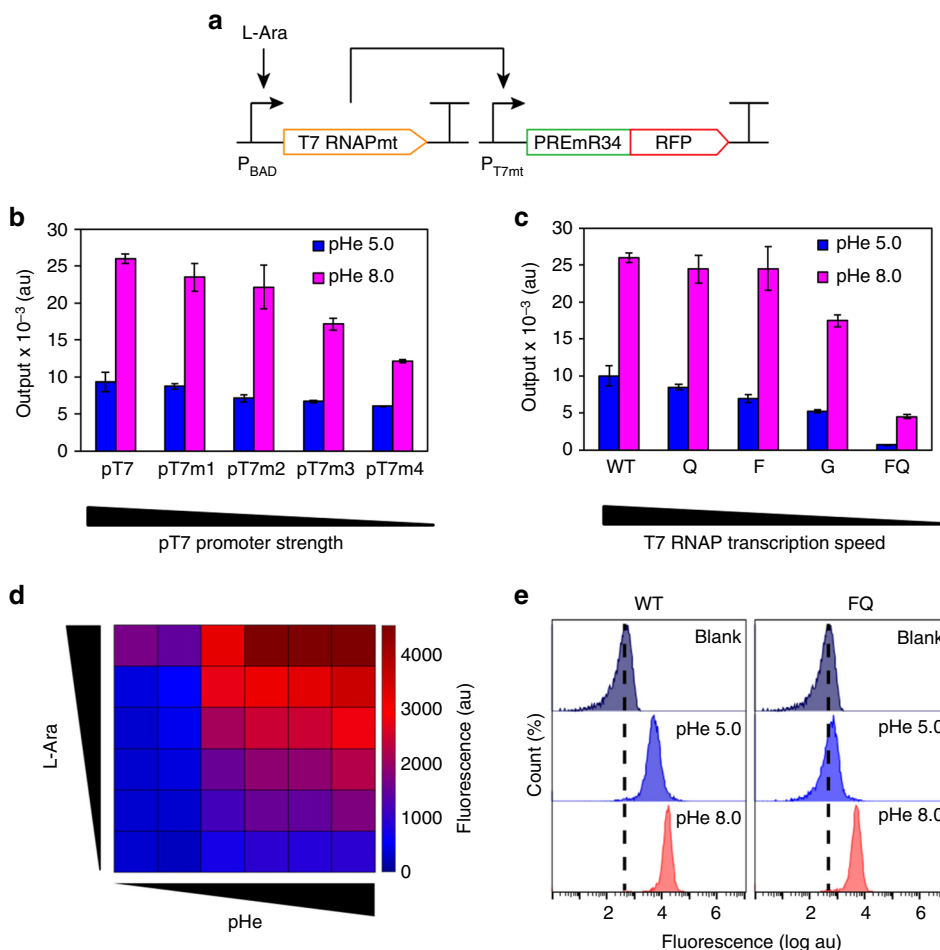 a
L-Ara
T7 RNAPmt
PREmR34
RFP
P_BAD
P_T7mt
b
Output x 10⁻³ (au)
30
25
20
15
10
5
0
pHe 5.0
pHe 8.0
pT7
pT7m1
pT7m2
pT7m3
pT7m4
pT7 promoter strength
c
Output x 10⁻³ (au)
30
25
20
15
10
5
0
pHe 5.0
pHe 8.0
WT
Q
F
G
FQ
T7 RNAP transcription speed
d
L-Ara
pHe
4000
3000
2000
1000
0
Fluorescence (au)
e
WT
FQ
Count (%)
Blank
pHe 5.0
pHe 8.0
Blank
pHe 5.0
pHe 8.0
2
4
6
2
4
6
Fluorescence (log au)